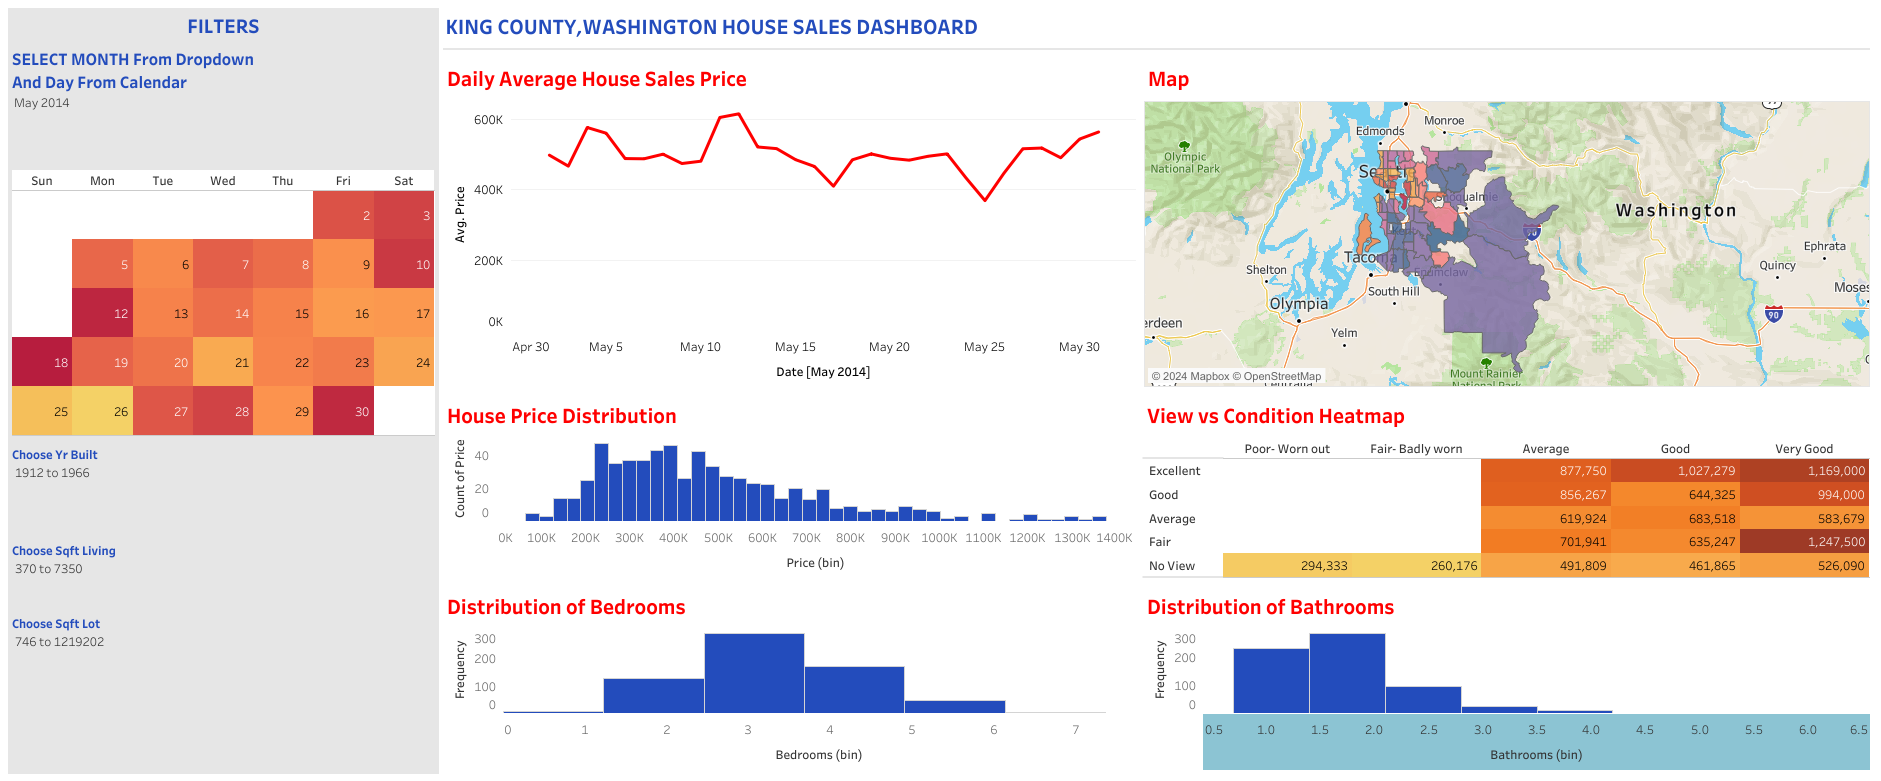 FILTERS
SELECT MONTH From Dropdown
And Day From Calendar
May 2014
Sun Mon Tue Wed Thu Fri Sat
2 3
5 6 7 8 9 10
12 13 14 15 16 17
18 19 20 21 22 23 24
25 26 27 28 29 30
Choose Yr Built
1912 to 1966
Choose Sqft Living
370 to 7350
Choose Sqft Lot
746 to 1219202
KING COUNTY,WASHINGTON HOUSE SALES DASHBOARD
Daily Average House Sales Price
Avg. Price
600K
400K
200K
0K
Apr 30 May 5 May 10 May 15 May 20 May 25 May 30
Date [May 2014]
Map
Edmonds
Monroe
Olympic
National Park
Snoqualmie
Washington
90
Ephrata
Tacoma
Enumclaw
Shelton
Quincy
South Hill
Moses
Olympia
90
erdeen
Yelm
Mount Rainier
National Park
© 2024 Mapbox © OpenStreetMap
House Price Distribution
Count of Price
40
20
0
0K 100K 200K 300K 400K 500K 600K 700K 800K 900K 1000K 1100K 1200K 1300K 1400K
Price (bin)
View vs Condition Heatmap
Poor- Worn out Fair- Badly worn Average Good Very Good
Excellent 877,750 1,027,279 1,169,000
Good 856,267 644,325 994,000
Average 619,924 683,518 583,679
Fair 701,941 635,247 1,247,500
No View 294,333 260,176 491,809 461,865 526,090
Distribution of Bedrooms
Frequency
300
200
100
0
0 1 2 3 4 5 6 7
Bedrooms (bin)
Distribution of Bathrooms
Frequency
300
200
100
0
0.5 1.0 1.5 2.0 2.5 3.0 3.5 4.0 4.5 5.0 5.5 6.0 6.5
Bathrooms (bin)